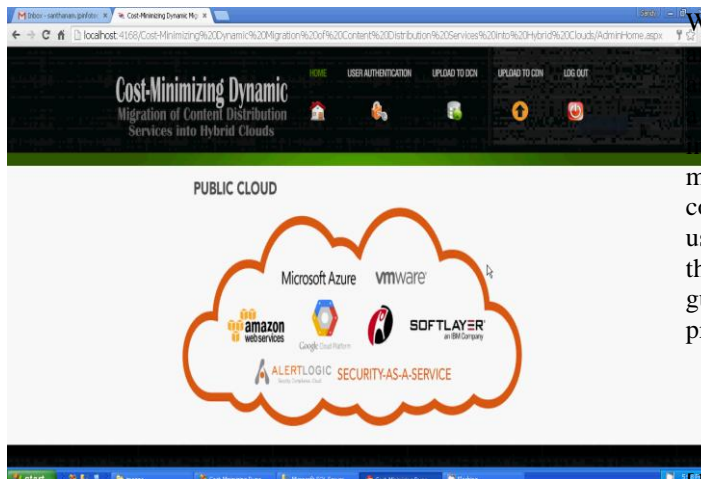 Cost-Minimizing Dynamic My
localhost:4168/Cost-Minimizing%20Dynamic%20Migration%20of%20Content%20Distribution%20Services%20into%20Hybrid%20Clouds/AdminHome.aspx
HOME USER AUTHENTICATION UPLOAD TO DCN UPLOAD TO CDN LOG OUT
Cost-Minimizing Dynamic
Migration of Content Distribution
Services into Hybrid Clouds
PUBLIC CLOUD
Microsoft Azure vmware
amazon
webservices
Google Cloud Platform
SOFTLAYER
an IBM Company
ALERTLOGIC SECURITY-AS-A-SERVICE
start